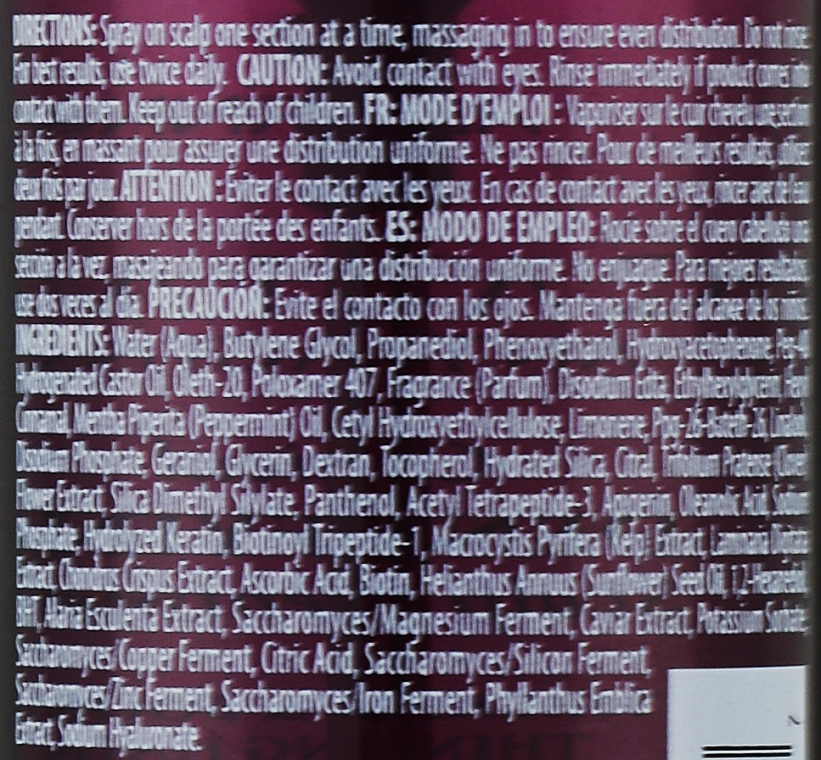 DIRECTIONS: Spray on scalp one section at a time, massaging in to ensure even distribution. Do not rinse.
For best results, use twice daily. CAUTION: Avoid contact with eyes. Rinse immediately if product comes into
contact with them. Keep out of reach of children. FR: MODE D'EMPLOI : Vaporiser sur le cuir chevelu une section
à la fois, en massant pour assurer une distribution uniforme. Ne pas rincer. Pour de meilleurs résultats, utilisez
deux fois par jour. ATTENTION : Éviter le contact avec les yeux. En cas de contact avec les yeux, rincer avec de l'eau
Conserver hors de la portée des enfants. ES: MODO DE EMPLEO: Rocíe sobre el cuero cabelludo una
sección a la vez, masajeando para garantizar una distribución uniforme. No enjuague. Para mejores resultados
use dos veces al día. PRECAUCIÓN: Evite el contacto con los ojos. Mantenga fuera del alcance de los niños.
INGREDIENTS: Water (Aqua), Butylene Glycol, Propanediol, Phenoxyethanol, Hydroxyacetophenone,
Hydrogenated Castor Oil, Oleth-20, Poloxamer 407, Fragrance (Parfum), Disodium Edta, Ethylhexylglycerin,
Mentha Piperita (Peppermint) Oil, Cetyl Hydroxyethylcellulose, Limonene, Ppg-26-Buteth-26,
Disodium Phosphate, Geraniol, Glycerin, Dextran, Tocopherol, Hydrated Silica, Citral, Trifolium Pratense (Clover)
Flower Extract, Silica Dimethyl Silylate, Panthenol, Acetyl Tetrapeptide-3, Apigenin, Oleanolic Acid, Sodium
Phosphate, Hydrolyzed Keratin, Biotinoyl Tripeptide-1, Macrocystis Pyrifera (Kelp) Extract, Laminaria Digitata
Extract, Chondrus Crispus Extract, Ascorbic Acid, Biotin, Helianthus Annuus (Sunflower) Seed Oil,
Alaria Esculenta Extract, Saccharomyces/Magnesium Ferment, Caviar Extract, Potassium Sorbate,
Saccharomyces/Copper Ferment, Citric Acid, Saccharomyces/Silicon Ferment,
Saccharomyces/Zinc Ferment, Saccharomyces/Iron Ferment, Phyllanthus Emblica
Extract, Sodium Hyaluronate.